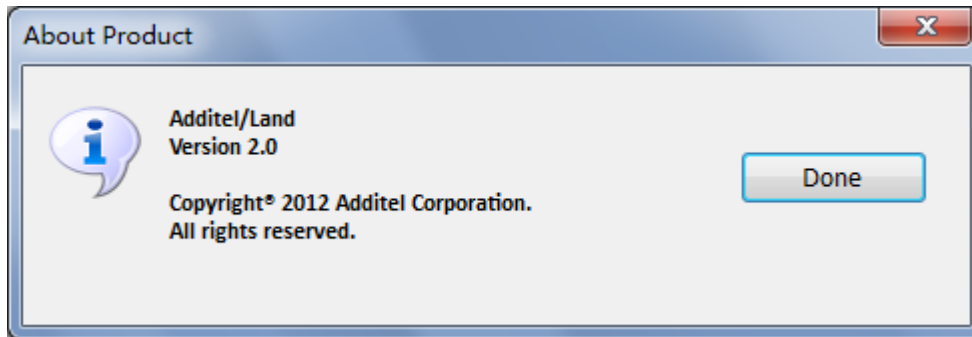 About Product
Additel/Land
Version 2.0
Copyright® 2012 Additel Corporation.
All rights reserved.
Done